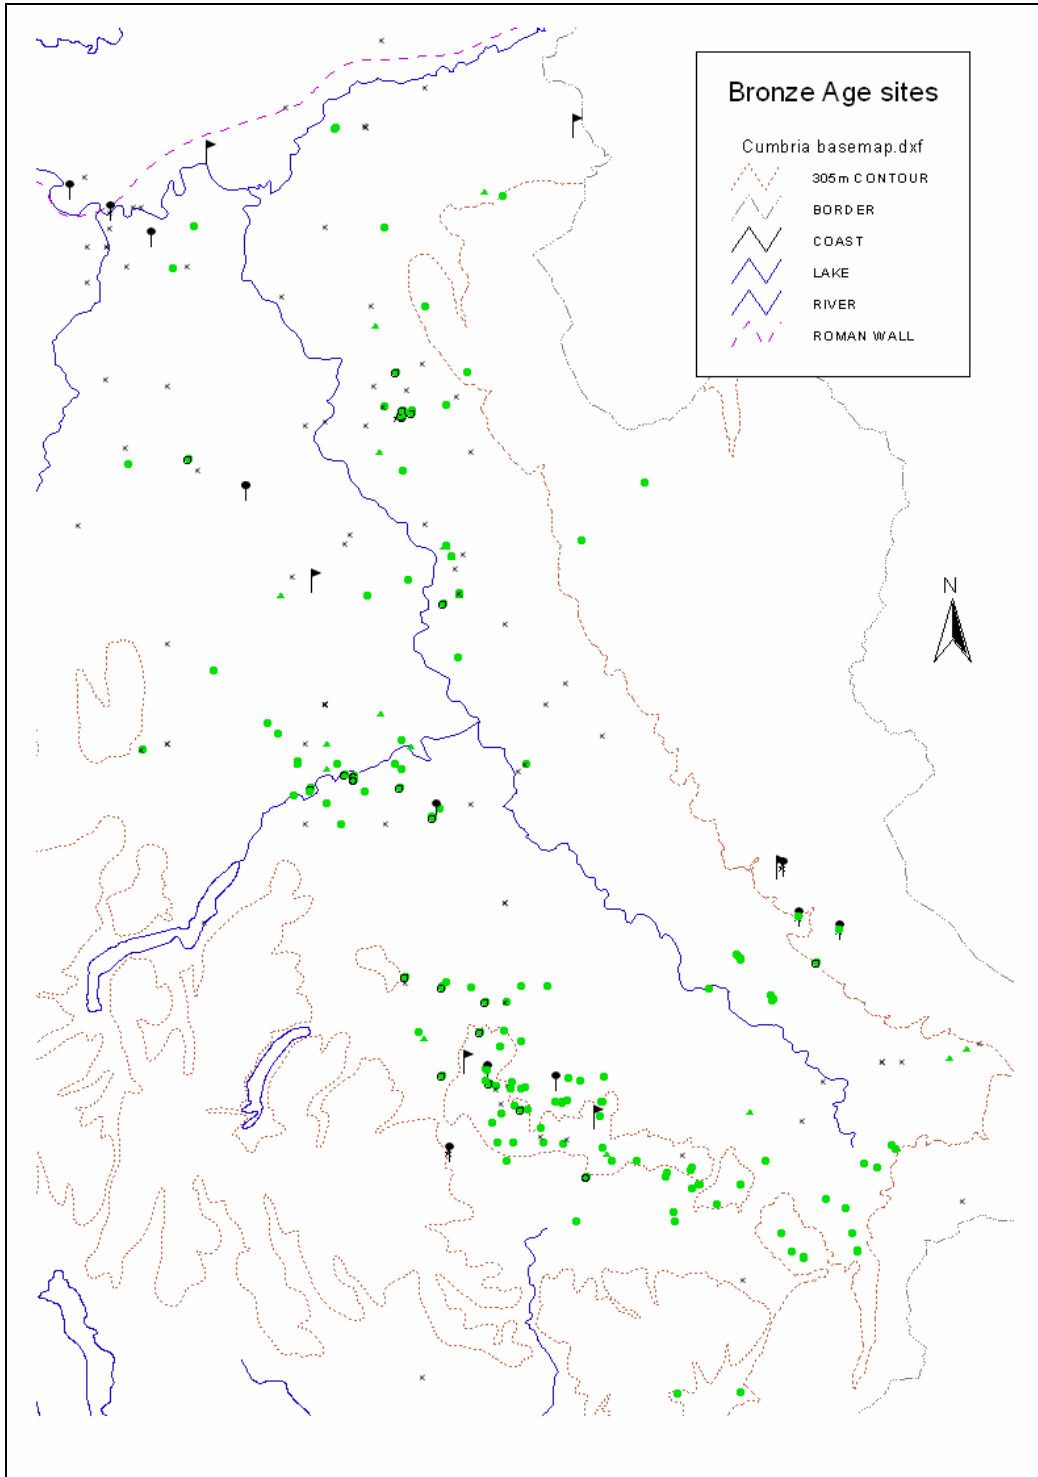 Bronze Age sites
Cumbria basemap.dxf
305m CONTOUR
BORDER
COAST
LAKE
RIVER
ROMAN WALL
N